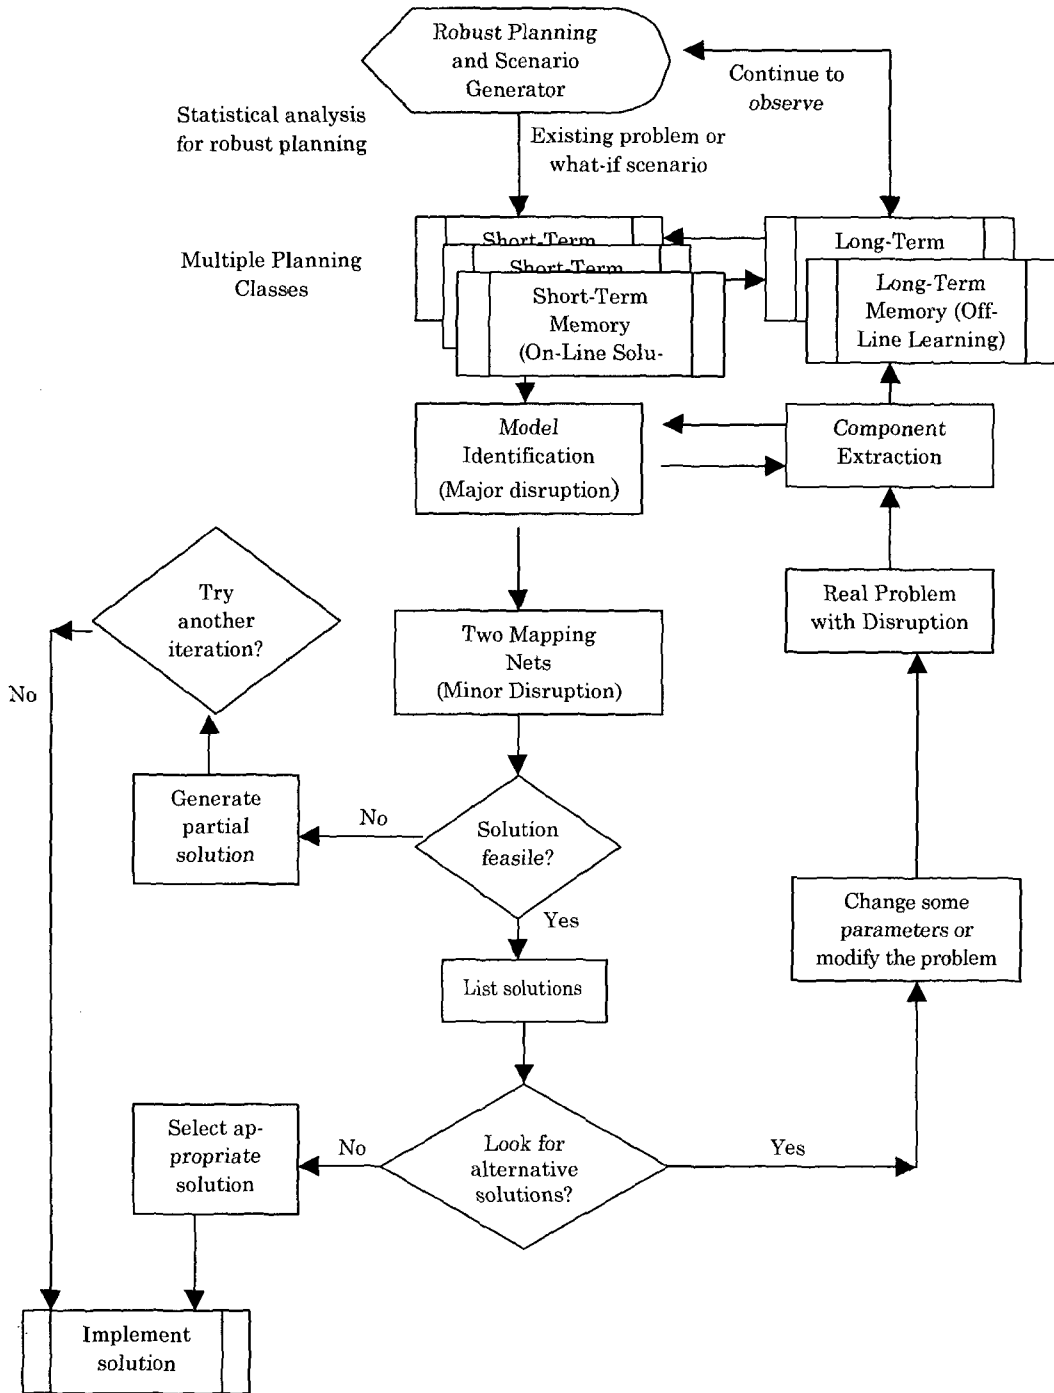 Robust Planning
and Scenario
Generator
Continue to
observe
Statistical analysis
for robust planning
Existing problem or
what-if scenario
Multiple Planning
Classes
Short-Term
Short-Term
Short-Term
Memory
(On-Line Solu-
Long-Term
Long-Term
Memory (Off-
Line Learning)
Model
Identification
(Major disruption)
Component
Extraction
Try
another
iteration?
No
Two Mapping
Nets
(Minor Disruption)
Real Problem
with Disruption
Generate
partial
solution
No
Solution
feasile?
Yes
Change some
parameters or
modify the problem
List solutions
Select ap-
propriate
solution
No
Look for
alternative
solutions?
Yes
Implement
solution